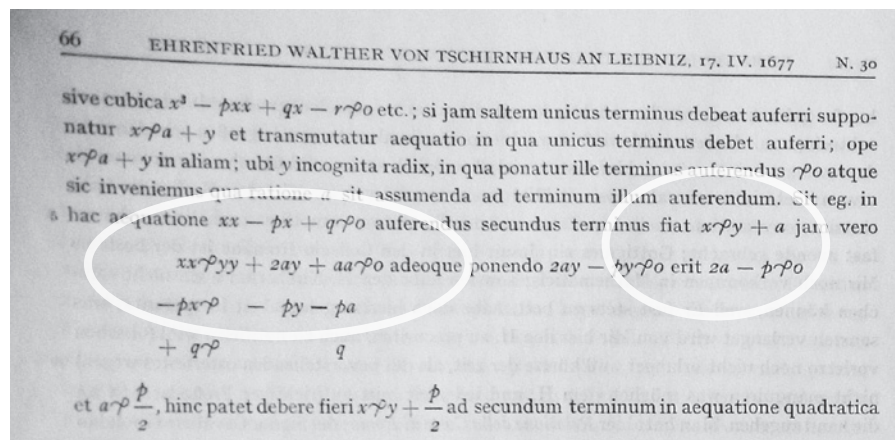 66 EHRENFRIED WALTHER VON TSCHIRNHAUS AN LEIBNIZ, 17. IV. 1677 N. 30
sive cubica x³ — pxx + qx — r ꝏ o etc.; si jam saltem unicus terminus debeat auferri suppo-
natur x ꝏ a + y et transmutatur aequatio in qua unicus terminus debet auferri; ope
x ꝏ a + y in aliam; ubi y incognita radix, in qua ponatur ille terminus auferendus ꝏ o atque
sic inveniemus qua ratione a sit assumenda ad terminum illum auferendum. Sit eg. in
5 hac aequatione xx — px + q ꝏ o auferendus secundus terminus fiat x ꝏ y + a jam vero
xx ꝏ yy + 2ay + aa ꝏ o adeoque ponendo 2ay — py ꝏ o erit 2a — p ꝏ o
— px ꝏ — py — pa
+ q ꝏ q
et a ꝏ p/2, hinc patet debere fieri x ꝏ y + p/2 ad secundum terminum in aequatione quadratica